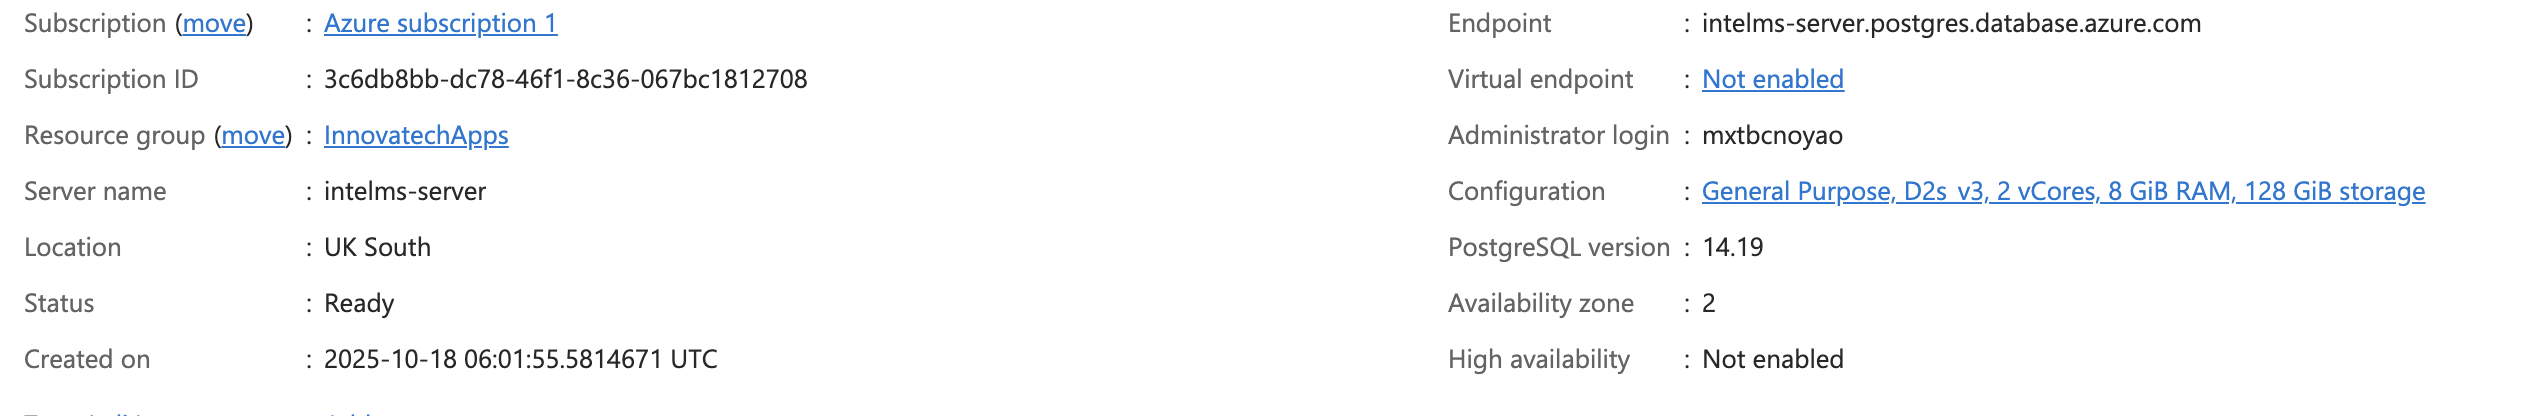 Subscription (move) : Azure subscription 1
Subscription ID : 3c6db8bb-dc78-46f1-8c36-067bc1812708
Resource group (move) : InnovatechApps
Server name : intelms-server
Location : UK South
Status : Ready
Created on : 2025-10-18 06:01:55.5814671 UTC
Endpoint : intelms-server.postgres.database.azure.com
Virtual endpoint : Not enabled
Administrator login : mxtbcnoyao
Configuration : General Purpose, D2s_v3, 2 vCores, 8 GiB RAM, 128 GiB storage
PostgreSQL version : 14.19
Availability zone : 2
High availability : Not enabled